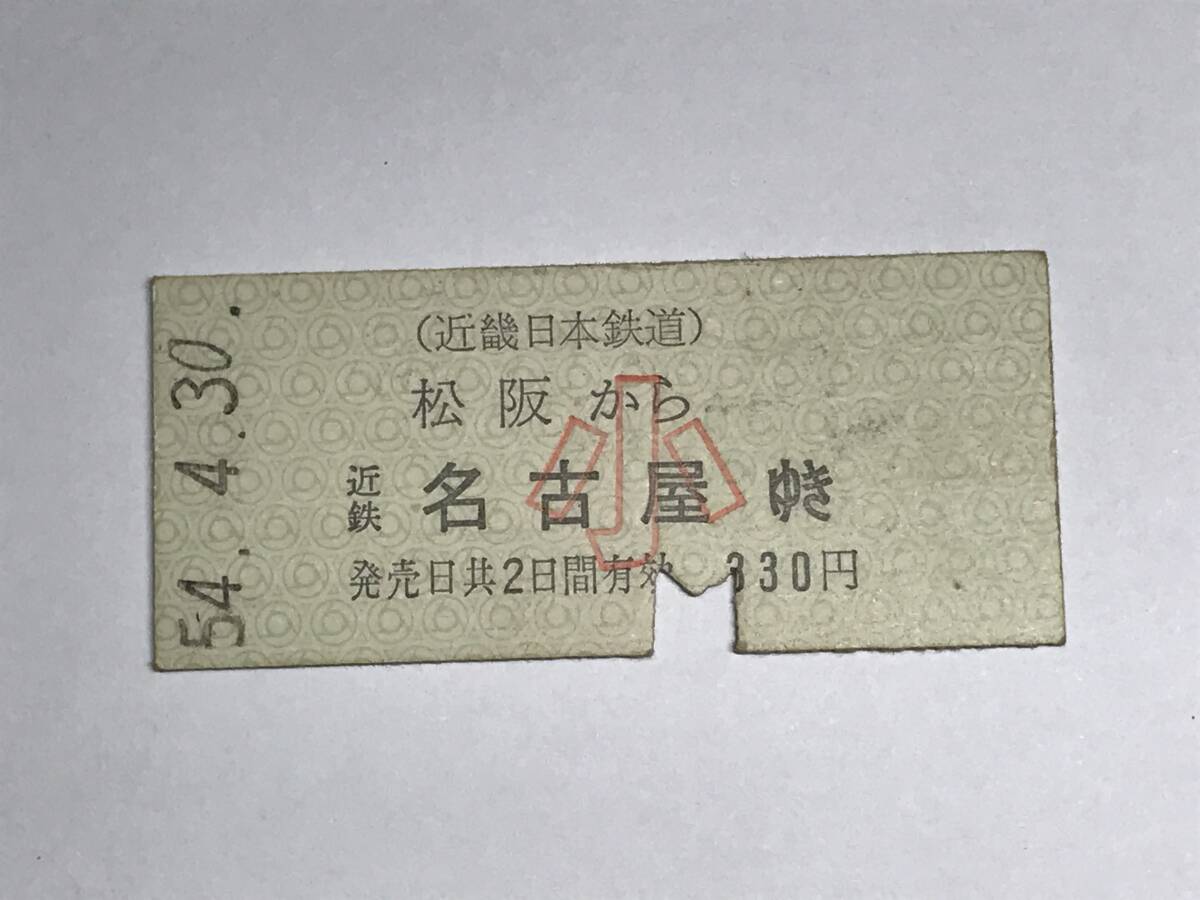 (近畿日本鉄道)
松阪から
近鉄 名古屋 ゆき
発売日共2日間有効 330円
小
54. 4.30.